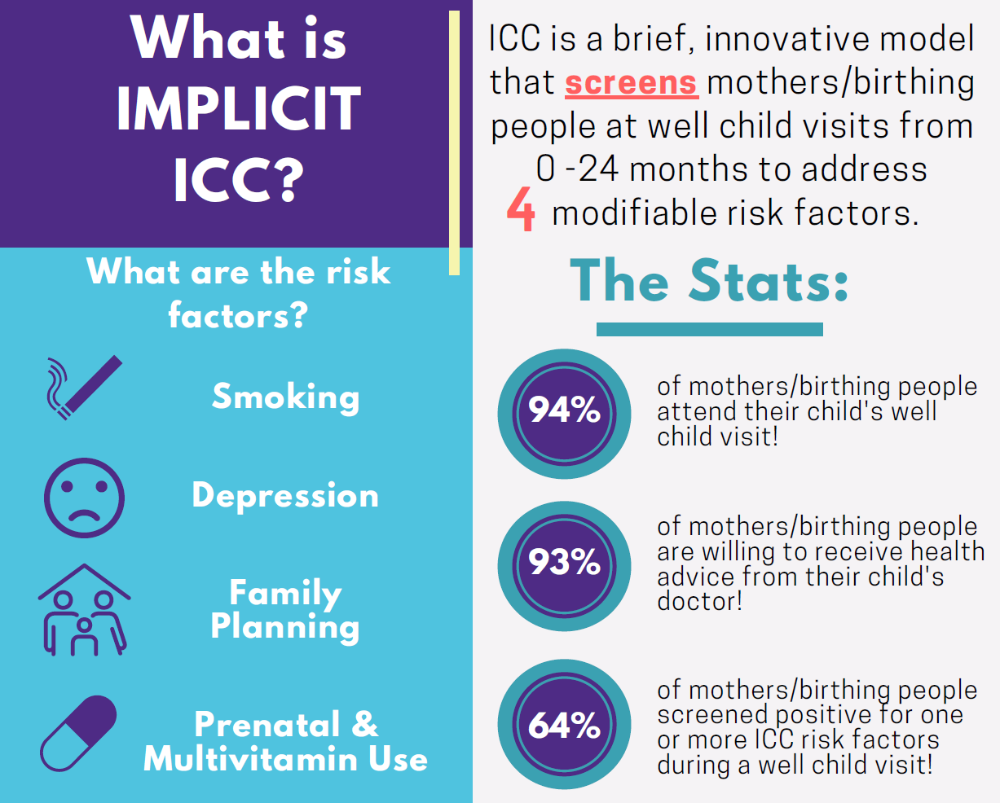 What is
IMPLICIT
ICC?
ICC is a brief, innovative model
that screens mothers/birthing
people at well child visits from
0 -24 months to address
4 modifiable risk factors.
What are the risk
factors?
Smoking
Depression
Family
Planning
Prenatal &
Multivitamin Use
The Stats:
94%
of mothers/birthing people
attend their child's well
child visit!
93%
of mothers/birthing people
are willing to receive health
advice from their child's
doctor!
64%
of mothers/birthing people
screened positive for one
or more ICC risk factors
during a well child visit!